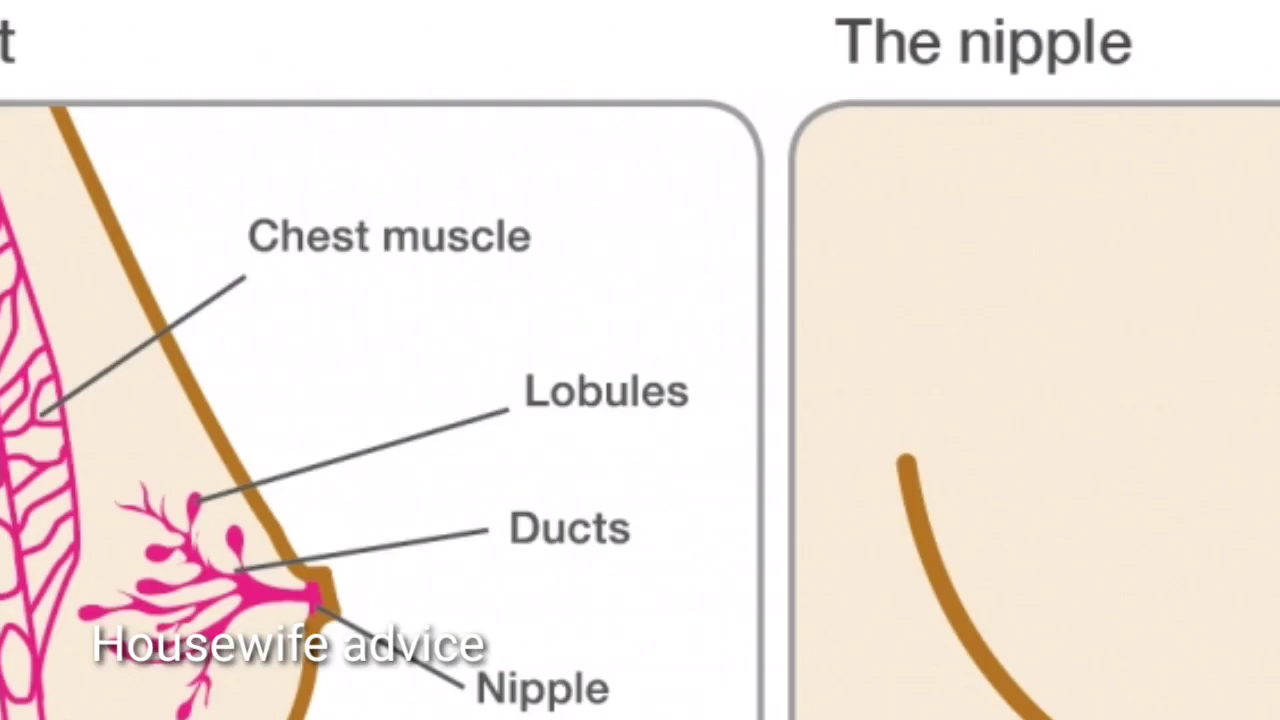 t
The nipple
Chest muscle
Lobules
Ducts
Housewife advice
Nipple